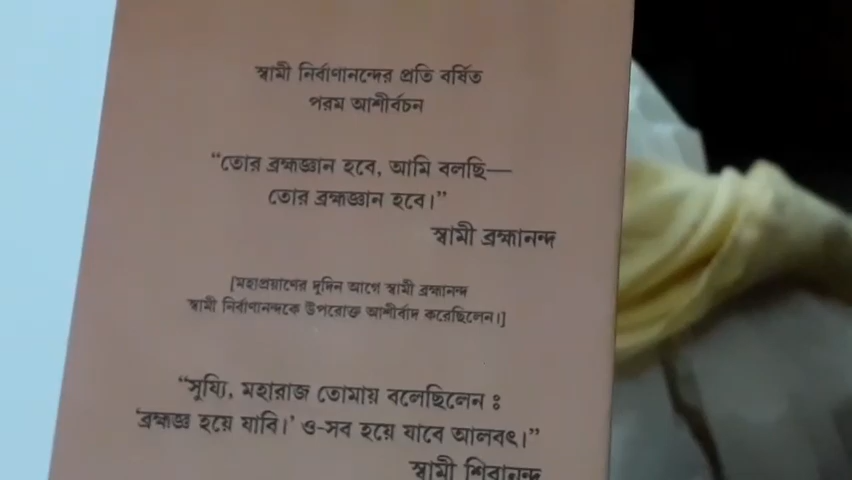 স্বামী নির্বাণানন্দের প্রতি বর্ষিত
পরম আশীর্বচন
“তোর ব্রহ্মজ্ঞান হবে, আমি বলছি—
তোর ব্রহ্মজ্ঞান হবে।”
স্বামী ব্রহ্মানন্দ
[মহাপ্রয়াণের দুদিন আগে স্বামী ব্রহ্মানন্দ
স্বামী নির্বাণানন্দকে উপরোক্ত আশীর্বাদ করেছিলেন।]
“সূয্যি, মহারাজ তোমায় বলেছিলেন :
‘ব্রহ্মজ্ঞ হয়ে যাবি।’ ও-সব হয়ে যাবে আলবৎ।”
স্বামী শিবানন্দ